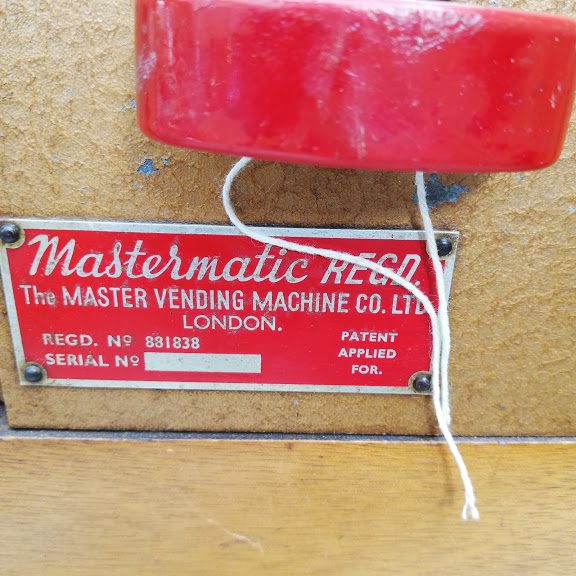 Mastermatic REGD.
The MASTER VENDING MACHINE CO. LTD
LONDON.
REGD. Nº 881838
SERIAL Nº
PATENT
APPLIED
FOR.